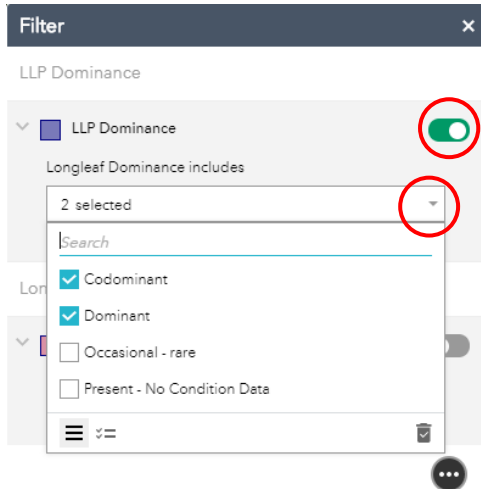 Filter
LLP Dominance
LLP Dominance
Longleaf Dominance includes
2 selected
Search
Codominant
Lon
Dominant
Occasional - rare
Present - No Condition Data